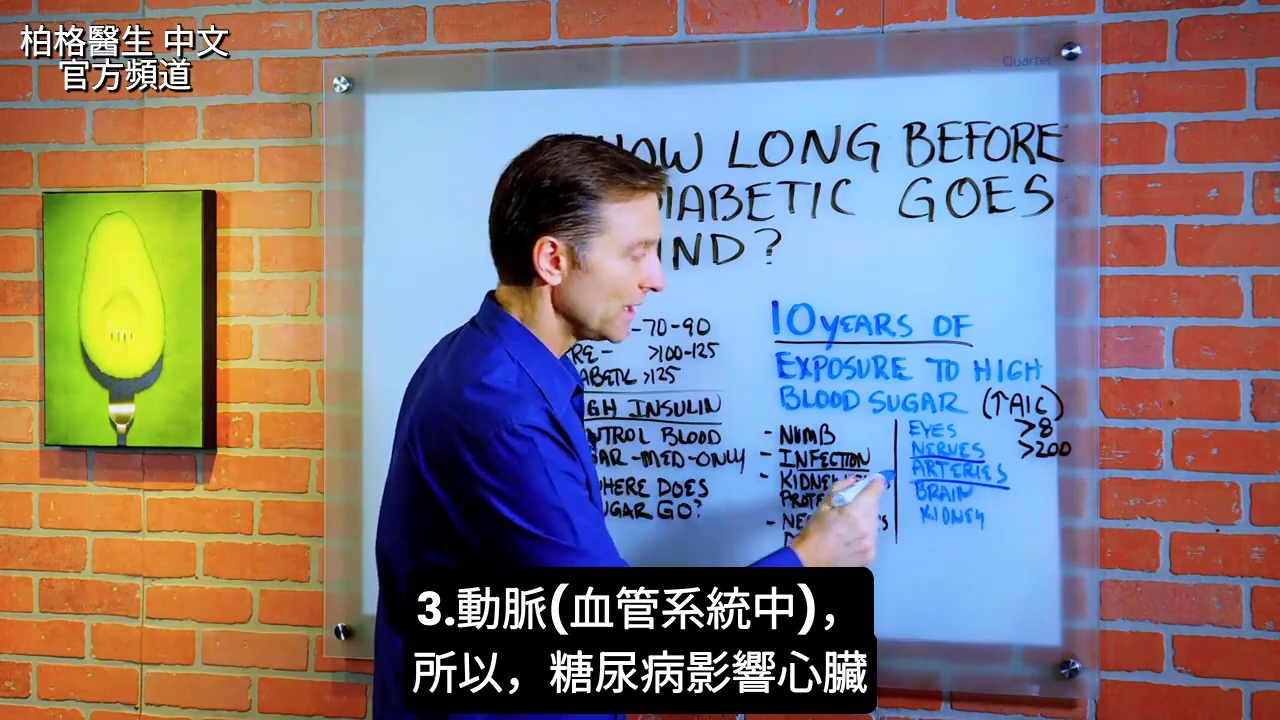 柏格醫生 中文
官方頻道
Quartet
HOW LONG BEFORE
DIABETIC GOES
IND?
-70-90
RE- >100-125
ABETIC >125
GH INSULIN
NTROL BLOOD
AR-MED-ONLY
HERE DOES
UGAR GO?
10 YEARS OF
EXPOSURE TO HIGH
BLOOD SUGAR (↑A1C)
>8
>200
- NUMB
- INFECTION
EYES
NERVES
ARTERIES
BRAIN
KIDNEY
3.動脈(血管系統中),
所以，糖尿病影響心臟